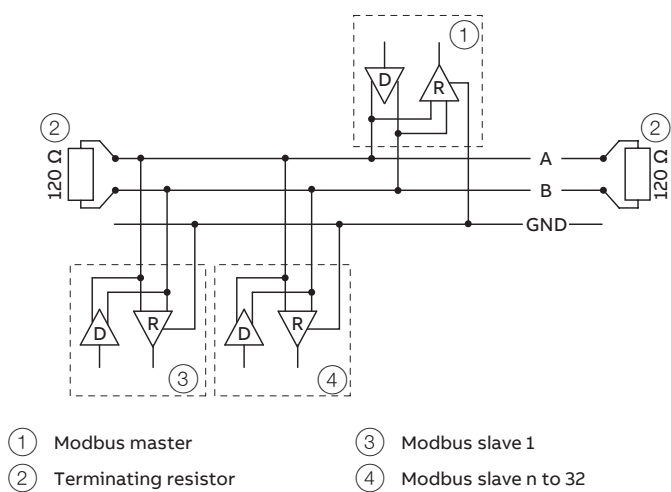 1
D
R
2
2
120 Ω
A
120 Ω
B
GND
D
R
3
D
R
4
1 Modbus master
2 Terminating resistor
3 Modbus slave 1
4 Modbus slave n to 32